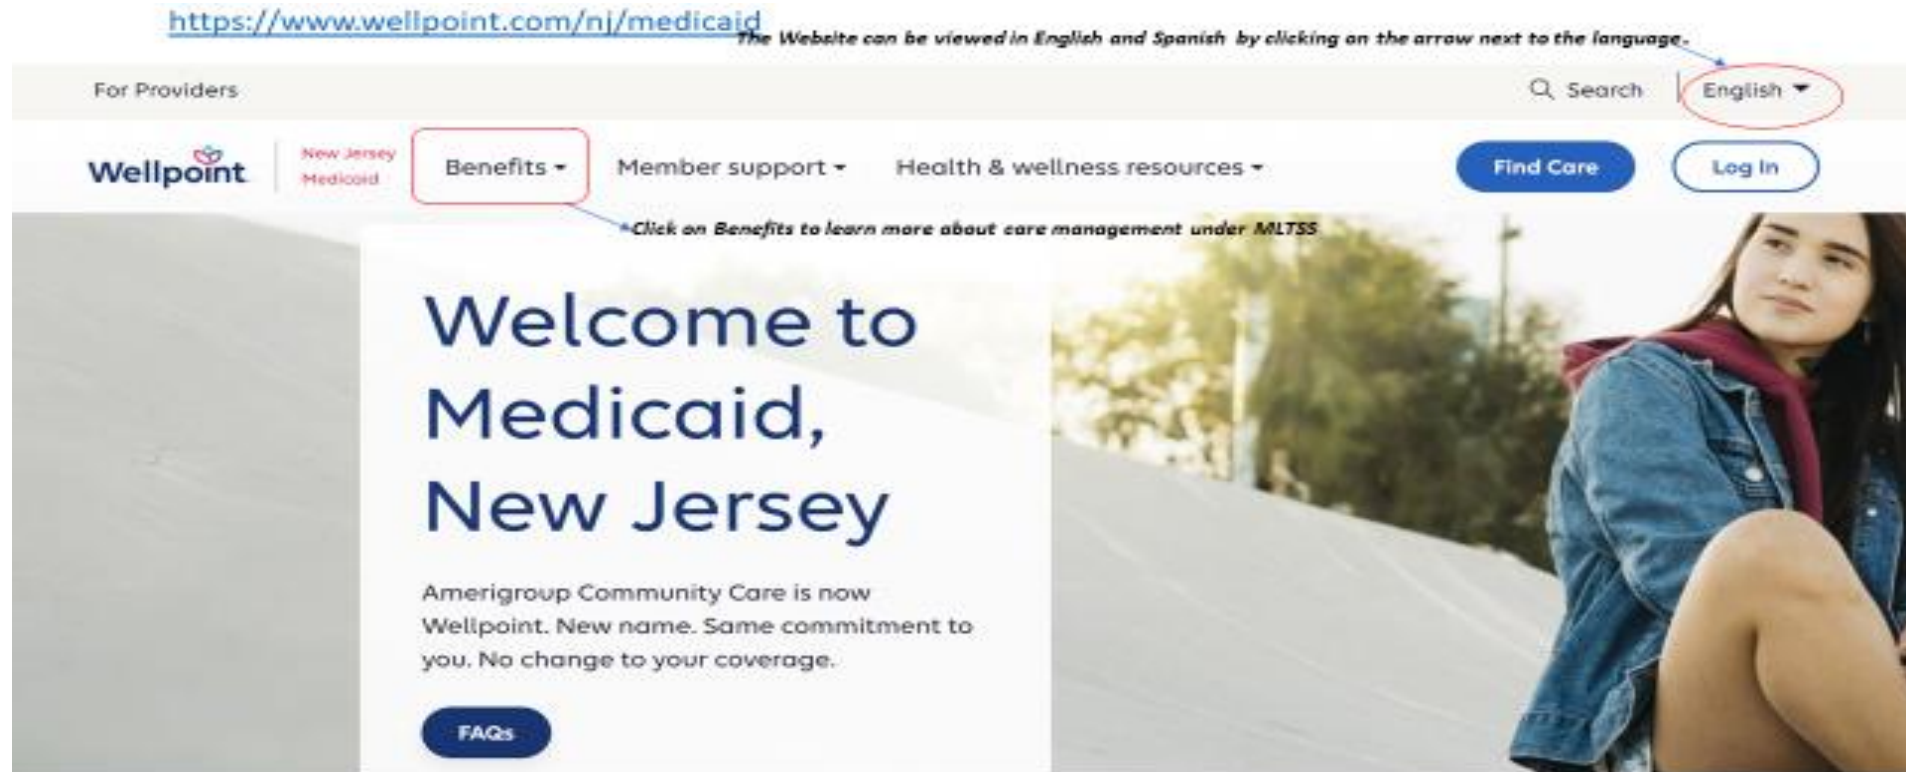 https://www.wellpoint.com/nj/medicaid
The Website can be viewed in English and Spanish by clicking on the arrow next to the language.
For Providers
Search
English
Wellpoint
New Jersey
Medicaid
Benefits
Member support
Health & wellness resources
Find Care
Log In
Click on Benefits to learn more about care management under MLTSS
Welcome to
Medicaid,
New Jersey
Amerigroup Community Care is now
Wellpoint. New name. Same commitment to
you. No change to your coverage.
FAQs